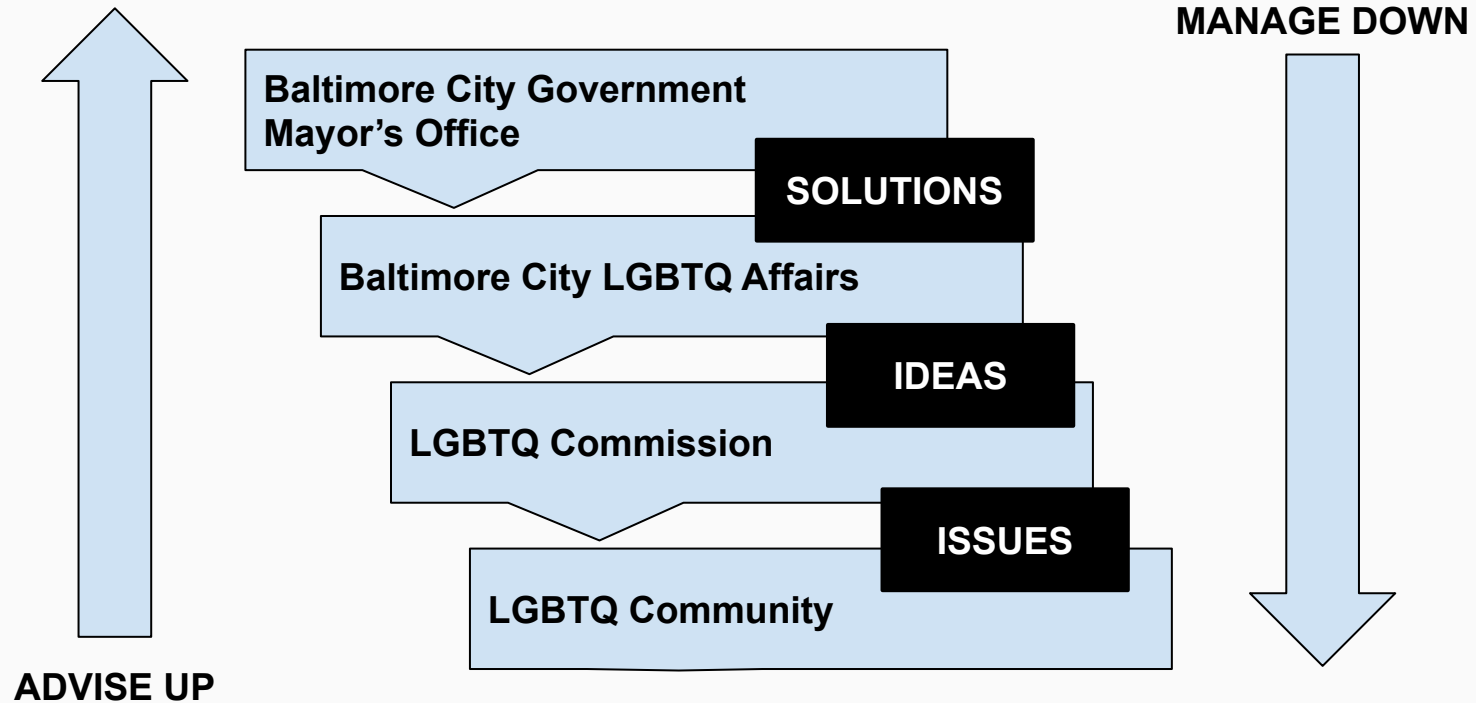 MANAGE DOWN
Baltimore City Government
Mayor’s Office
SOLUTIONS
Baltimore City LGBTQ Affairs
IDEAS
LGBTQ Commission
ISSUES
LGBTQ Community
ADVISE UP